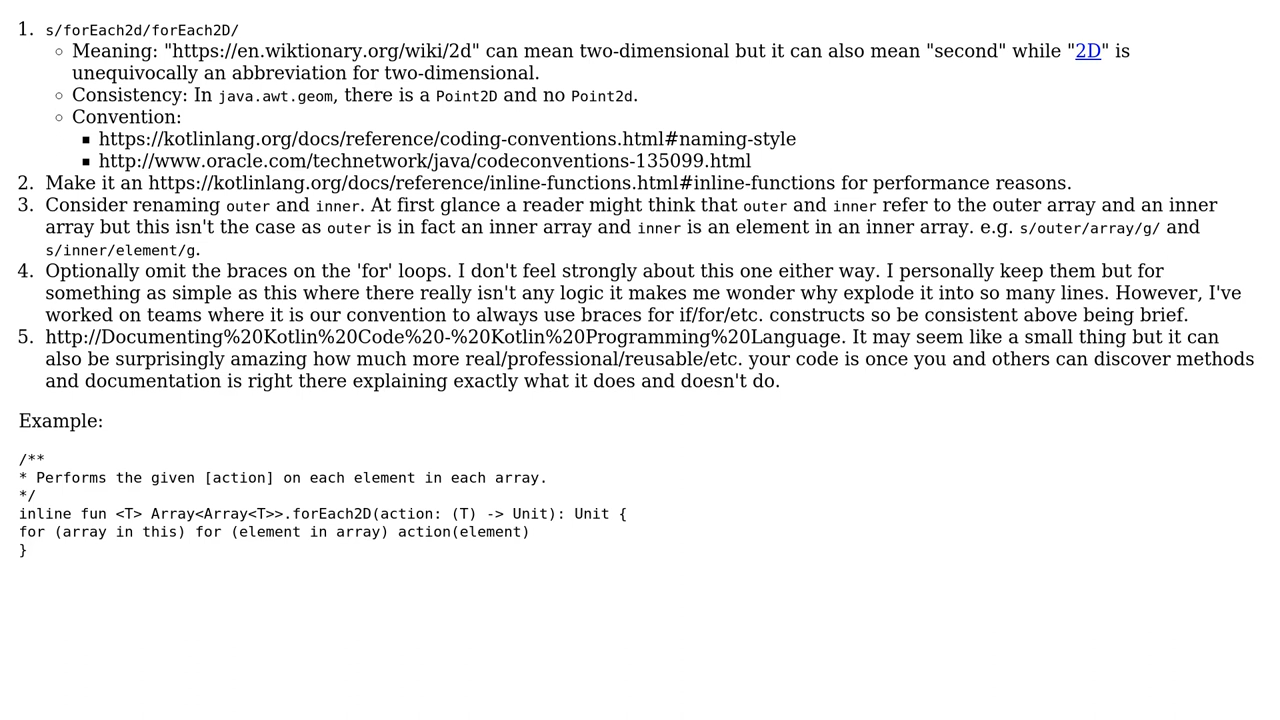 1. s/forEach2d/forEach2D/
◦ Meaning: "https://en.wiktionary.org/wiki/2d" can mean two-dimensional but it can also mean "second" while "2D" is
unequivocally an abbreviation for two-dimensional.
◦ Consistency: In java.awt.geom, there is a Point2D and no Point2d.
◦ Convention:
▪ https://kotlinlang.org/docs/reference/coding-conventions.html#naming-style
▪ http://www.oracle.com/technetwork/java/codeconventions-135099.html
2. Make it an https://kotlinlang.org/docs/reference/inline-functions.html#inline-functions for performance reasons.
3. Consider renaming outer and inner. At first glance a reader might think that outer and inner refer to the outer array and an inner
array but this isn't the case as outer is in fact an inner array and inner is an element in an inner array. e.g. s/outer/array/g/ and
s/inner/element/g.
4. Optionally omit the braces on the 'for' loops. I don't feel strongly about this one either way. I personally keep them but for
something as simple as this where there really isn't any logic it makes me wonder why explode it into so many lines. However, I've
worked on teams where it is our convention to always use braces for if/for/etc. constructs so be consistent above being brief.
5. http://Documenting%20Kotlin%20Code%20-%20Kotlin%20Programming%20Language. It may seem like a small thing but it can
also be surprisingly amazing how much more real/professional/reusable/etc. your code is once you and others can discover methods
and documentation is right there explaining exactly what it does and doesn't do.
Example:
/**
* Performs the given [action] on each element in each array.
*/
inline fun <T> Array<Array<T>>.forEach2D(action: (T) -> Unit): Unit {
for (array in this) for (element in array) action(element)
}